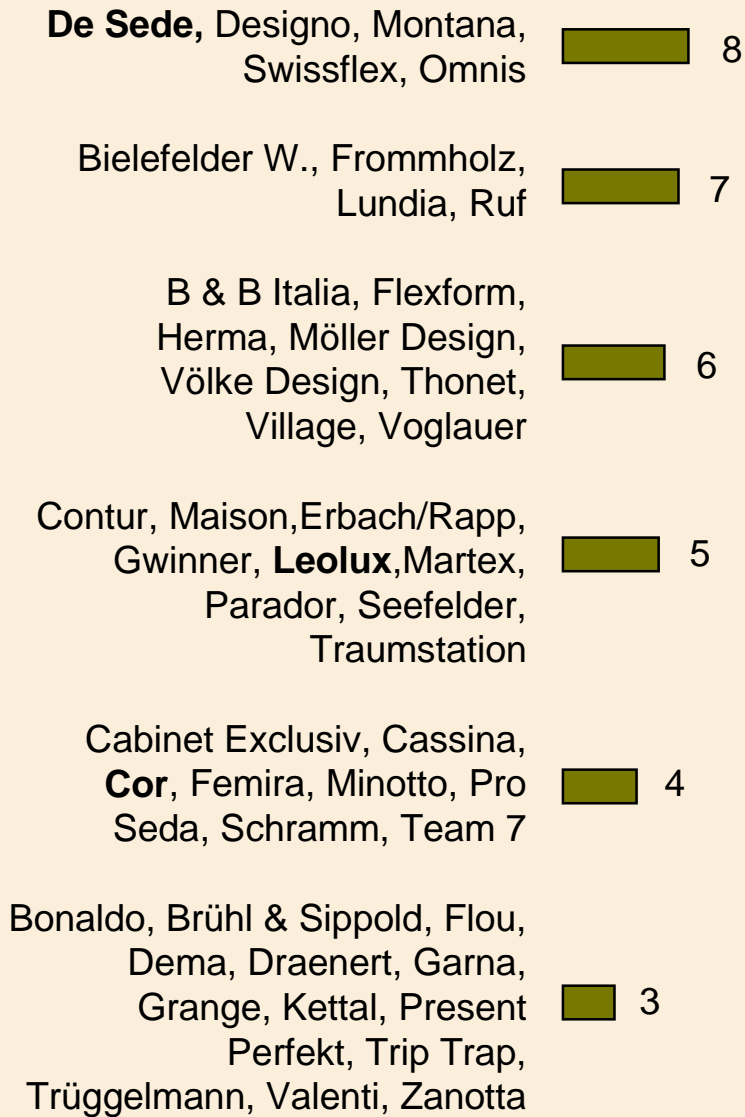 De Sede, Designo, Montana,
Swissflex, Omnis
8
Bielefelder W., Frommholz,
Lundia, Ruf
7
B & B Italia, Flexform,
Herma, Möller Design,
Völke Design, Thonet,
Village, Voglauer
6
Contur, Maison,Erbach/Rapp,
Gwinner, Leolux,Martex,
Parador, Seefelder,
Traumstation
5
Cabinet Exclusiv, Cassina,
Cor, Femira, Minotto, Pro
Seda, Schramm, Team 7
4
Bonaldo, Brühl & Sippold, Flou,
Dema, Draenert, Garna,
Grange, Kettal, Present
Perfekt, Trip Trap,
Trüggelmann, Valenti, Zanotta
3